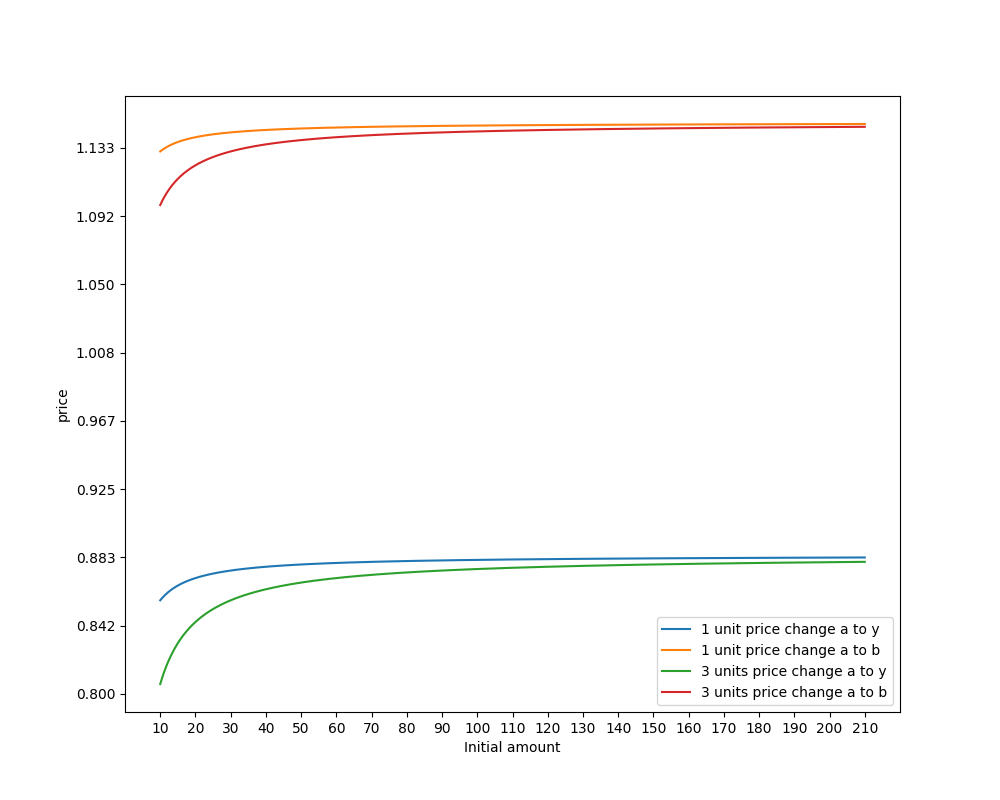 1.133
1.092
1.050
1.008
0.967
0.925
0.883
0.842
0.800
price
10 20 30 40 50 60 70 80 90 100 110 120 130 140 150 160 170 180 190 200 210
Initial amount
1 unit price change a to y
1 unit price change a to b
3 units price change a to y
3 units price change a to b